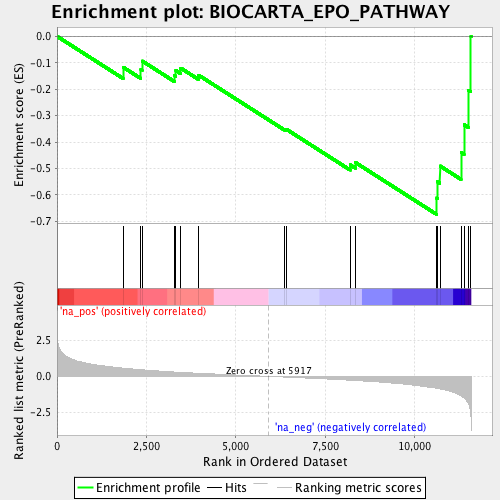 Enrichment plot: BIOCARTA_EPO_PATHWAY
Enrichment score (ES)
0.0
-0.1
-0.2
-0.3
-0.4
-0.5
-0.6
-0.7
'na_pos' (positively correlated)
Ranked list metric (PreRanked)
2.5
0.0
-2.5
Zero cross at 5917
'na_neg' (negatively correlated)
0
2,500
5,000
7,500
10,000
Rank in Ordered Dataset
Enrichment profile
Hits
Ranking metric scores